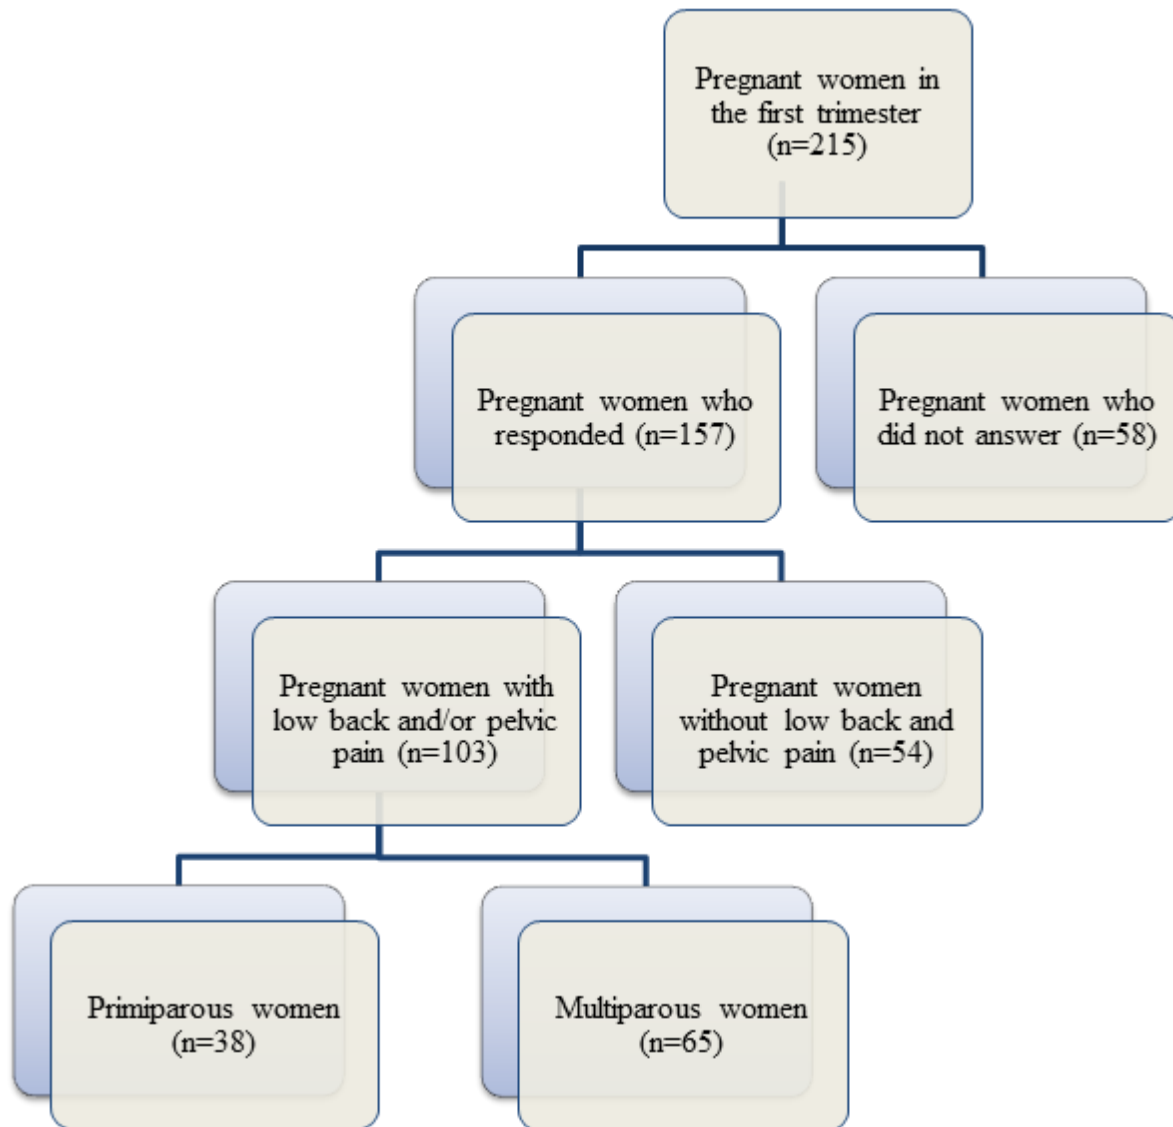 Pregnant women in
the first trimester
(n=215)
Pregnant women who
responded (n=157)
Pregnant women who
did not answer (n=58)
Pregnant women with
low back and/or pelvic
pain (n=103)
Pregnant women
without low back and
pelvic pain (n=54)
Primiparous women
(n=38)
Multiparous women
(n=65)